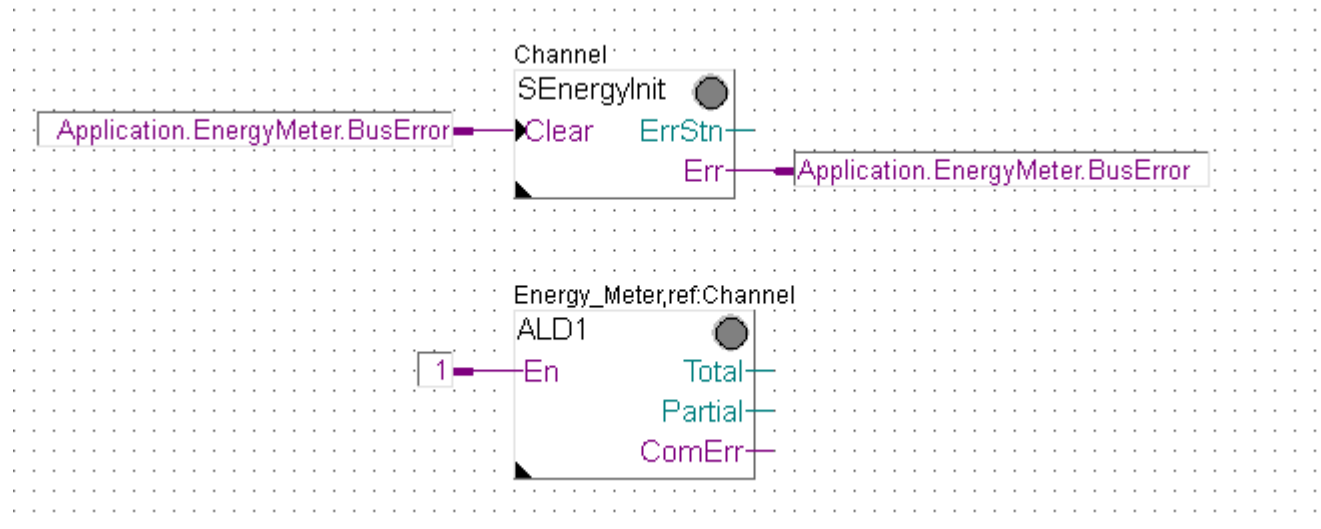 Channel
SEnergyInit
Application.EnergyMeter.BusError Clear ErrStn
Err Application.EnergyMeter.BusError
Energy_Meter,ref:Channel
ALD1
1 En Total
Partial
ComErr